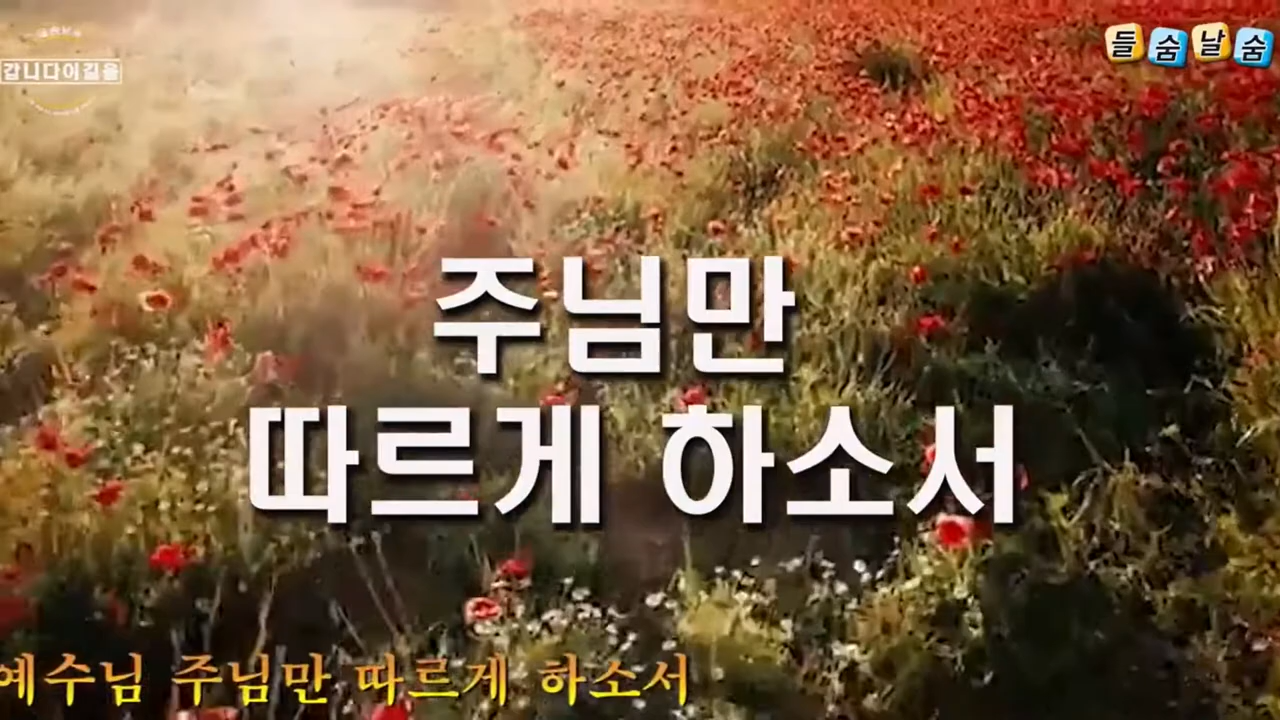 갑니다이길을
들숨날숨
주님만
따르게 하소서
예수님 주님만 따르게 하소서